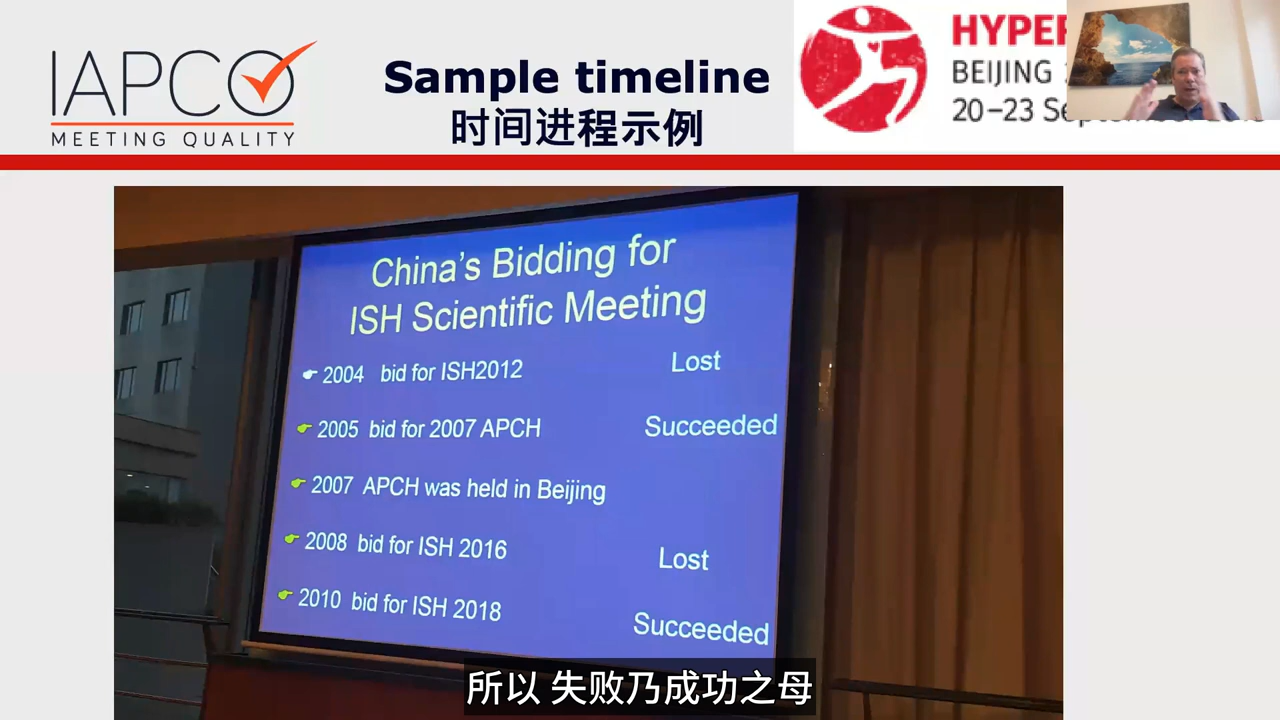 IAPCO
MEETING QUALITY
Sample timeline
时间进程示例
BEIJING
20–23
China's Bidding for
ISH Scientific Meeting
2004 bid for ISH2012 Lost
2005 bid for 2007 APCH Succeeded
2007 APCH was held in Beijing
2008 bid for ISH 2016 Lost
2010 bid for ISH 2018 Succeeded
所以 失败乃成功之母